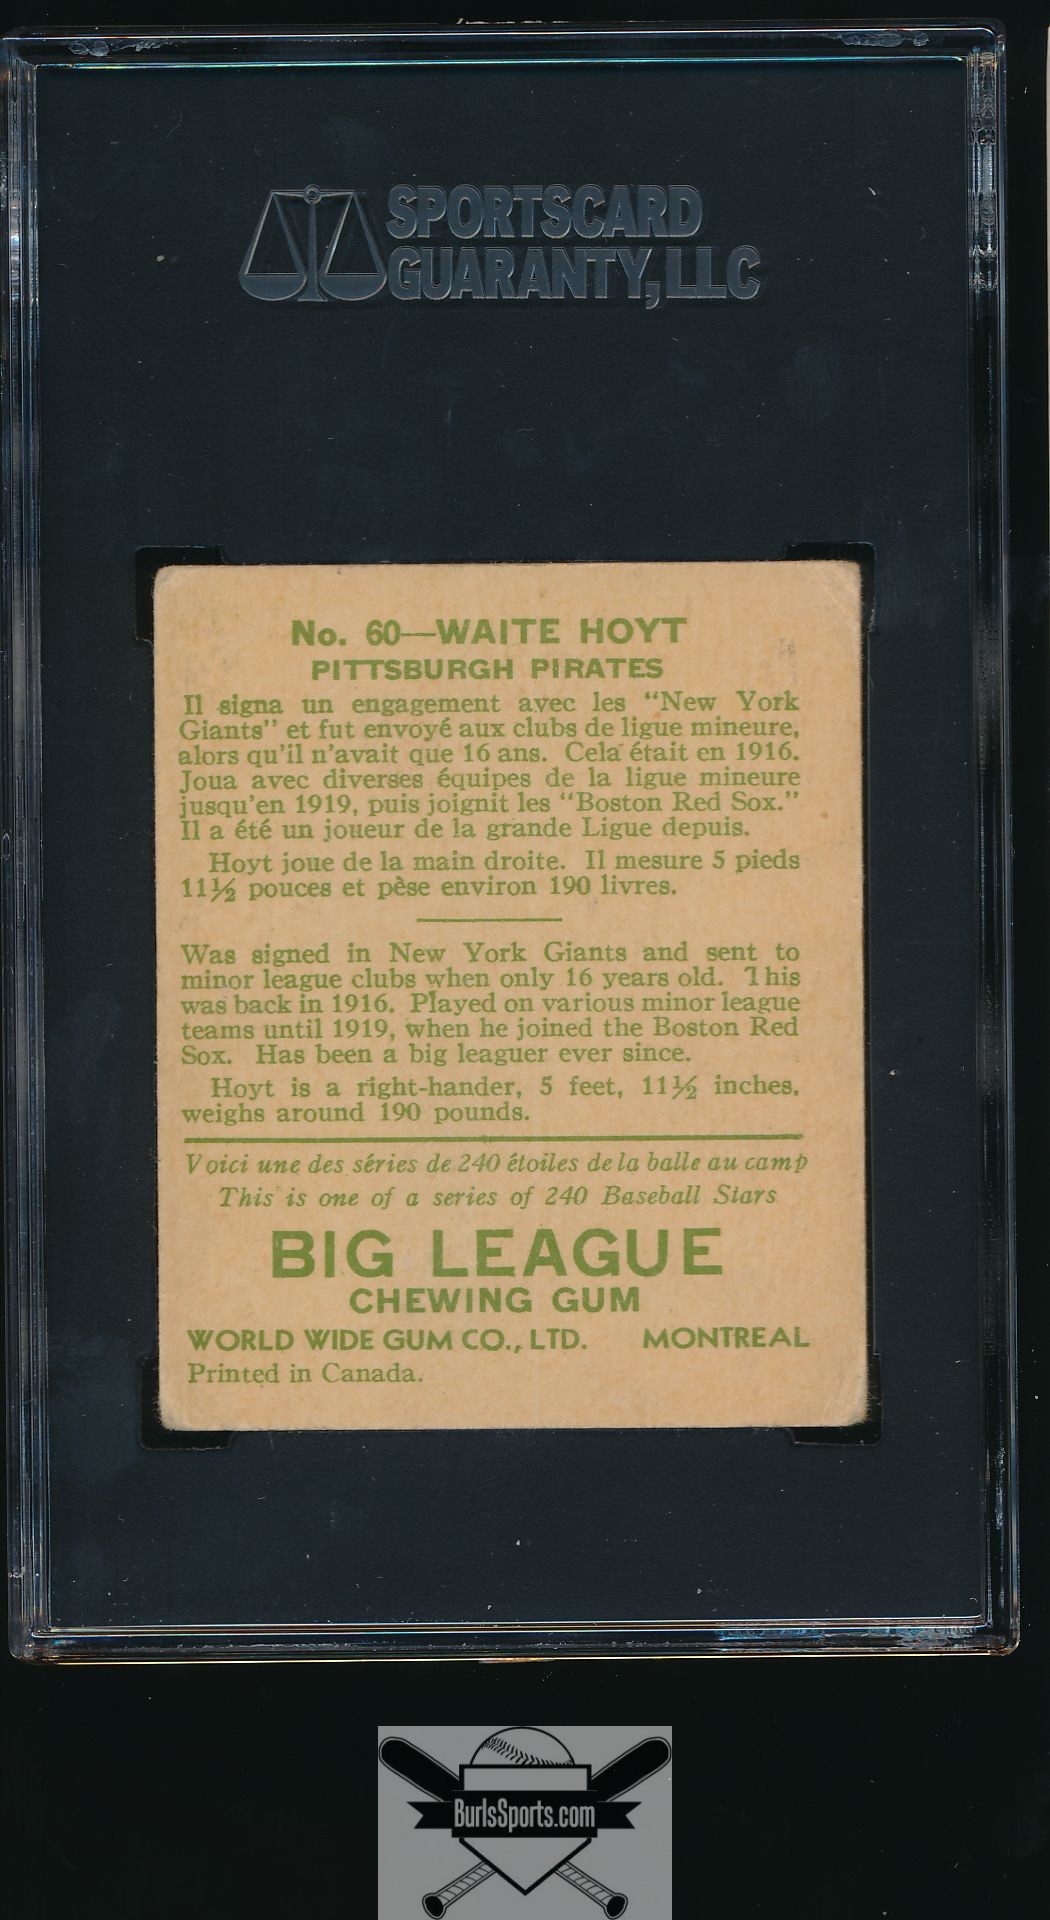 SPORTSCARD
GUARANTY, LLC
No. 60—WAITE HOYT
PITTSBURGH PIRATES
Il signa un engagement avec les "New York
Giants" et fut envoyé aux clubs de ligue mineure,
alors qu'il n'avait que 16 ans. Cela était en 1916.
Joua avec diverses équipes de la ligue mineure
jusqu'en 1919, puis joignit les "Boston Red Sox."
Il a été un joueur de la grande Ligue depuis.
Hoyt joue de la main droite. Il mesure 5 pieds
11½ pouces et pèse environ 190 livres.
Was signed in New York Giants and sent to
minor league clubs when only 16 years old. This
was back in 1916. Played on various minor league
teams until 1919, when he joined the Boston Red
Sox. Has been a big leaguer ever since.
Hoyt is a right-hander, 5 feet, 11½ inches,
weighs around 190 pounds.
Voici une des séries de 240 étoiles de la balle au camp
This is one of a series of 240 Baseball Stars
BIG LEAGUE
CHEWING GUM
WORLD WIDE GUM CO., LTD. MONTREAL
Printed in Canada.
BurlsSports.com